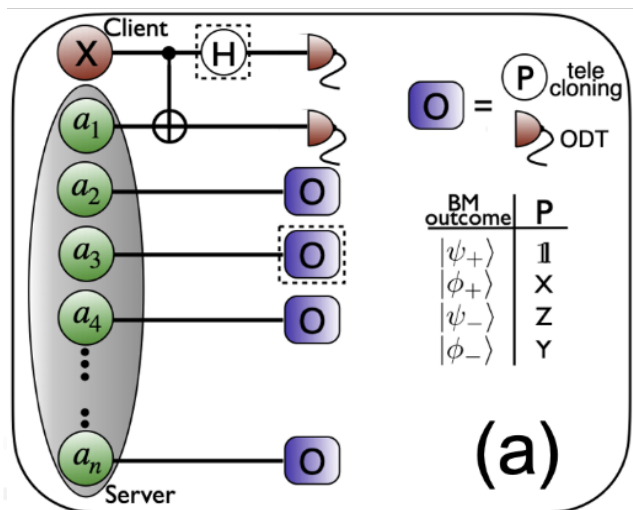 Client
X H
a₁
a₂ O
a₃ O
a₄ O
aₙ O
Server
O = P tele cloning
ODT
BM outcome P
|ψ₊⟩ 𝟙
|ϕ₊⟩ X
|ψ₋⟩ Z
|ϕ₋⟩ Y
(a)